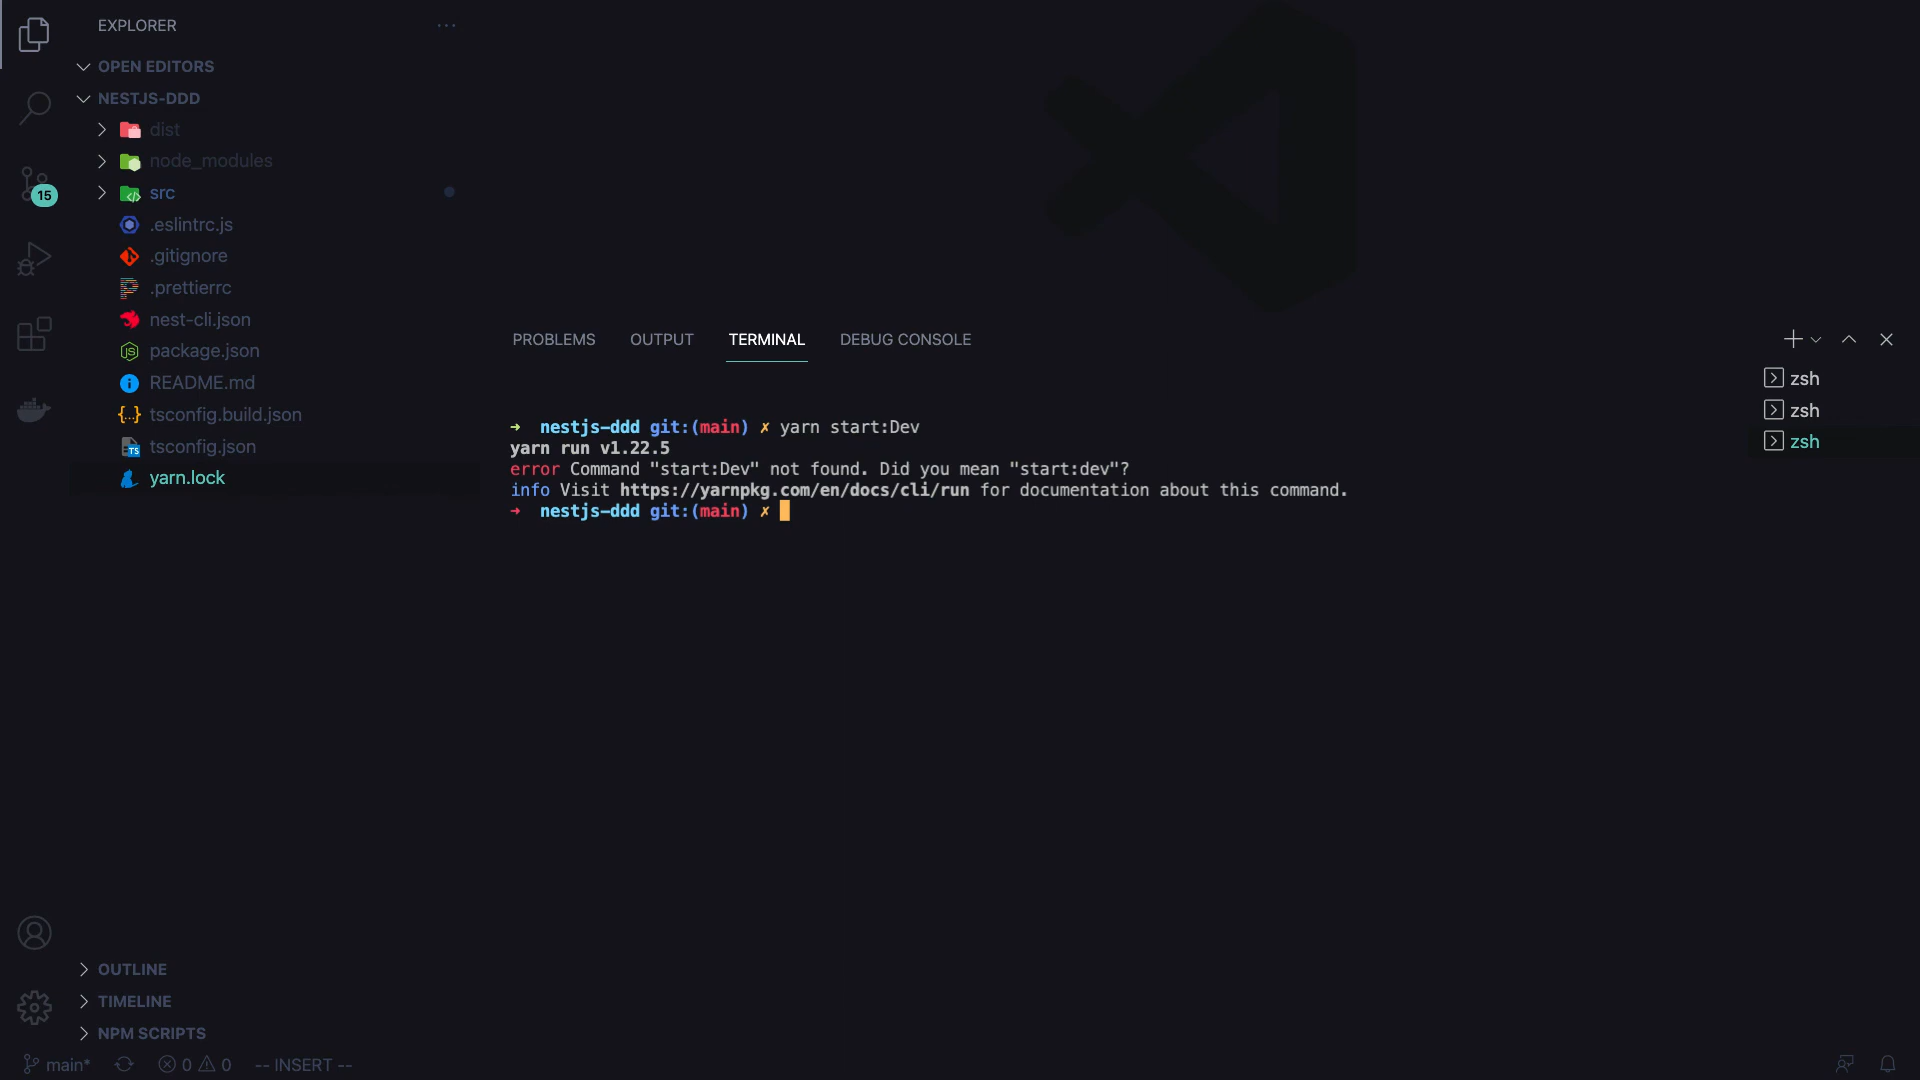 EXPLORER
OPEN EDITORS
NESTJS-DDD
dist
node_modules
src
15
.eslintrc.js
.gitignore
.prettierrc
nest-cli.json
package.json
README.md
tsconfig.build.json
tsconfig.json
yarn.lock
PROBLEMS OUTPUT TERMINAL DEBUG CONSOLE
zsh
zsh
zsh
➜ nestjs-ddd git:(main) ✗ yarn start:Dev
yarn run v1.22.5
error Command "start:Dev" not found. Did you mean "start:dev"?
info Visit https://yarnpkg.com/en/docs/cli/run for documentation about this command.
➜ nestjs-ddd git:(main) ✗
OUTLINE
TIMELINE
NPM SCRIPTS
main* 0 0 -- INSERT --